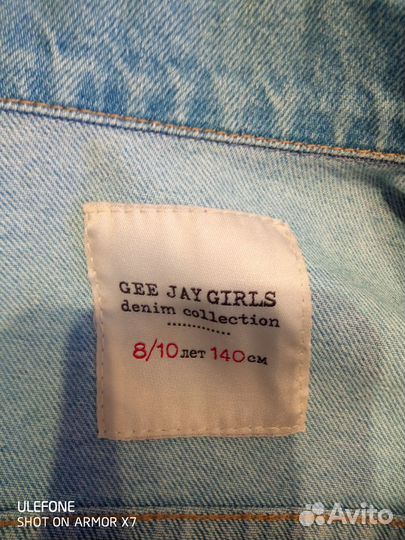 GEE JAY GIRLS
denim collection
8/10 лет 140 см
ULEFONE
SHOT ON ARMOR X7
Avito